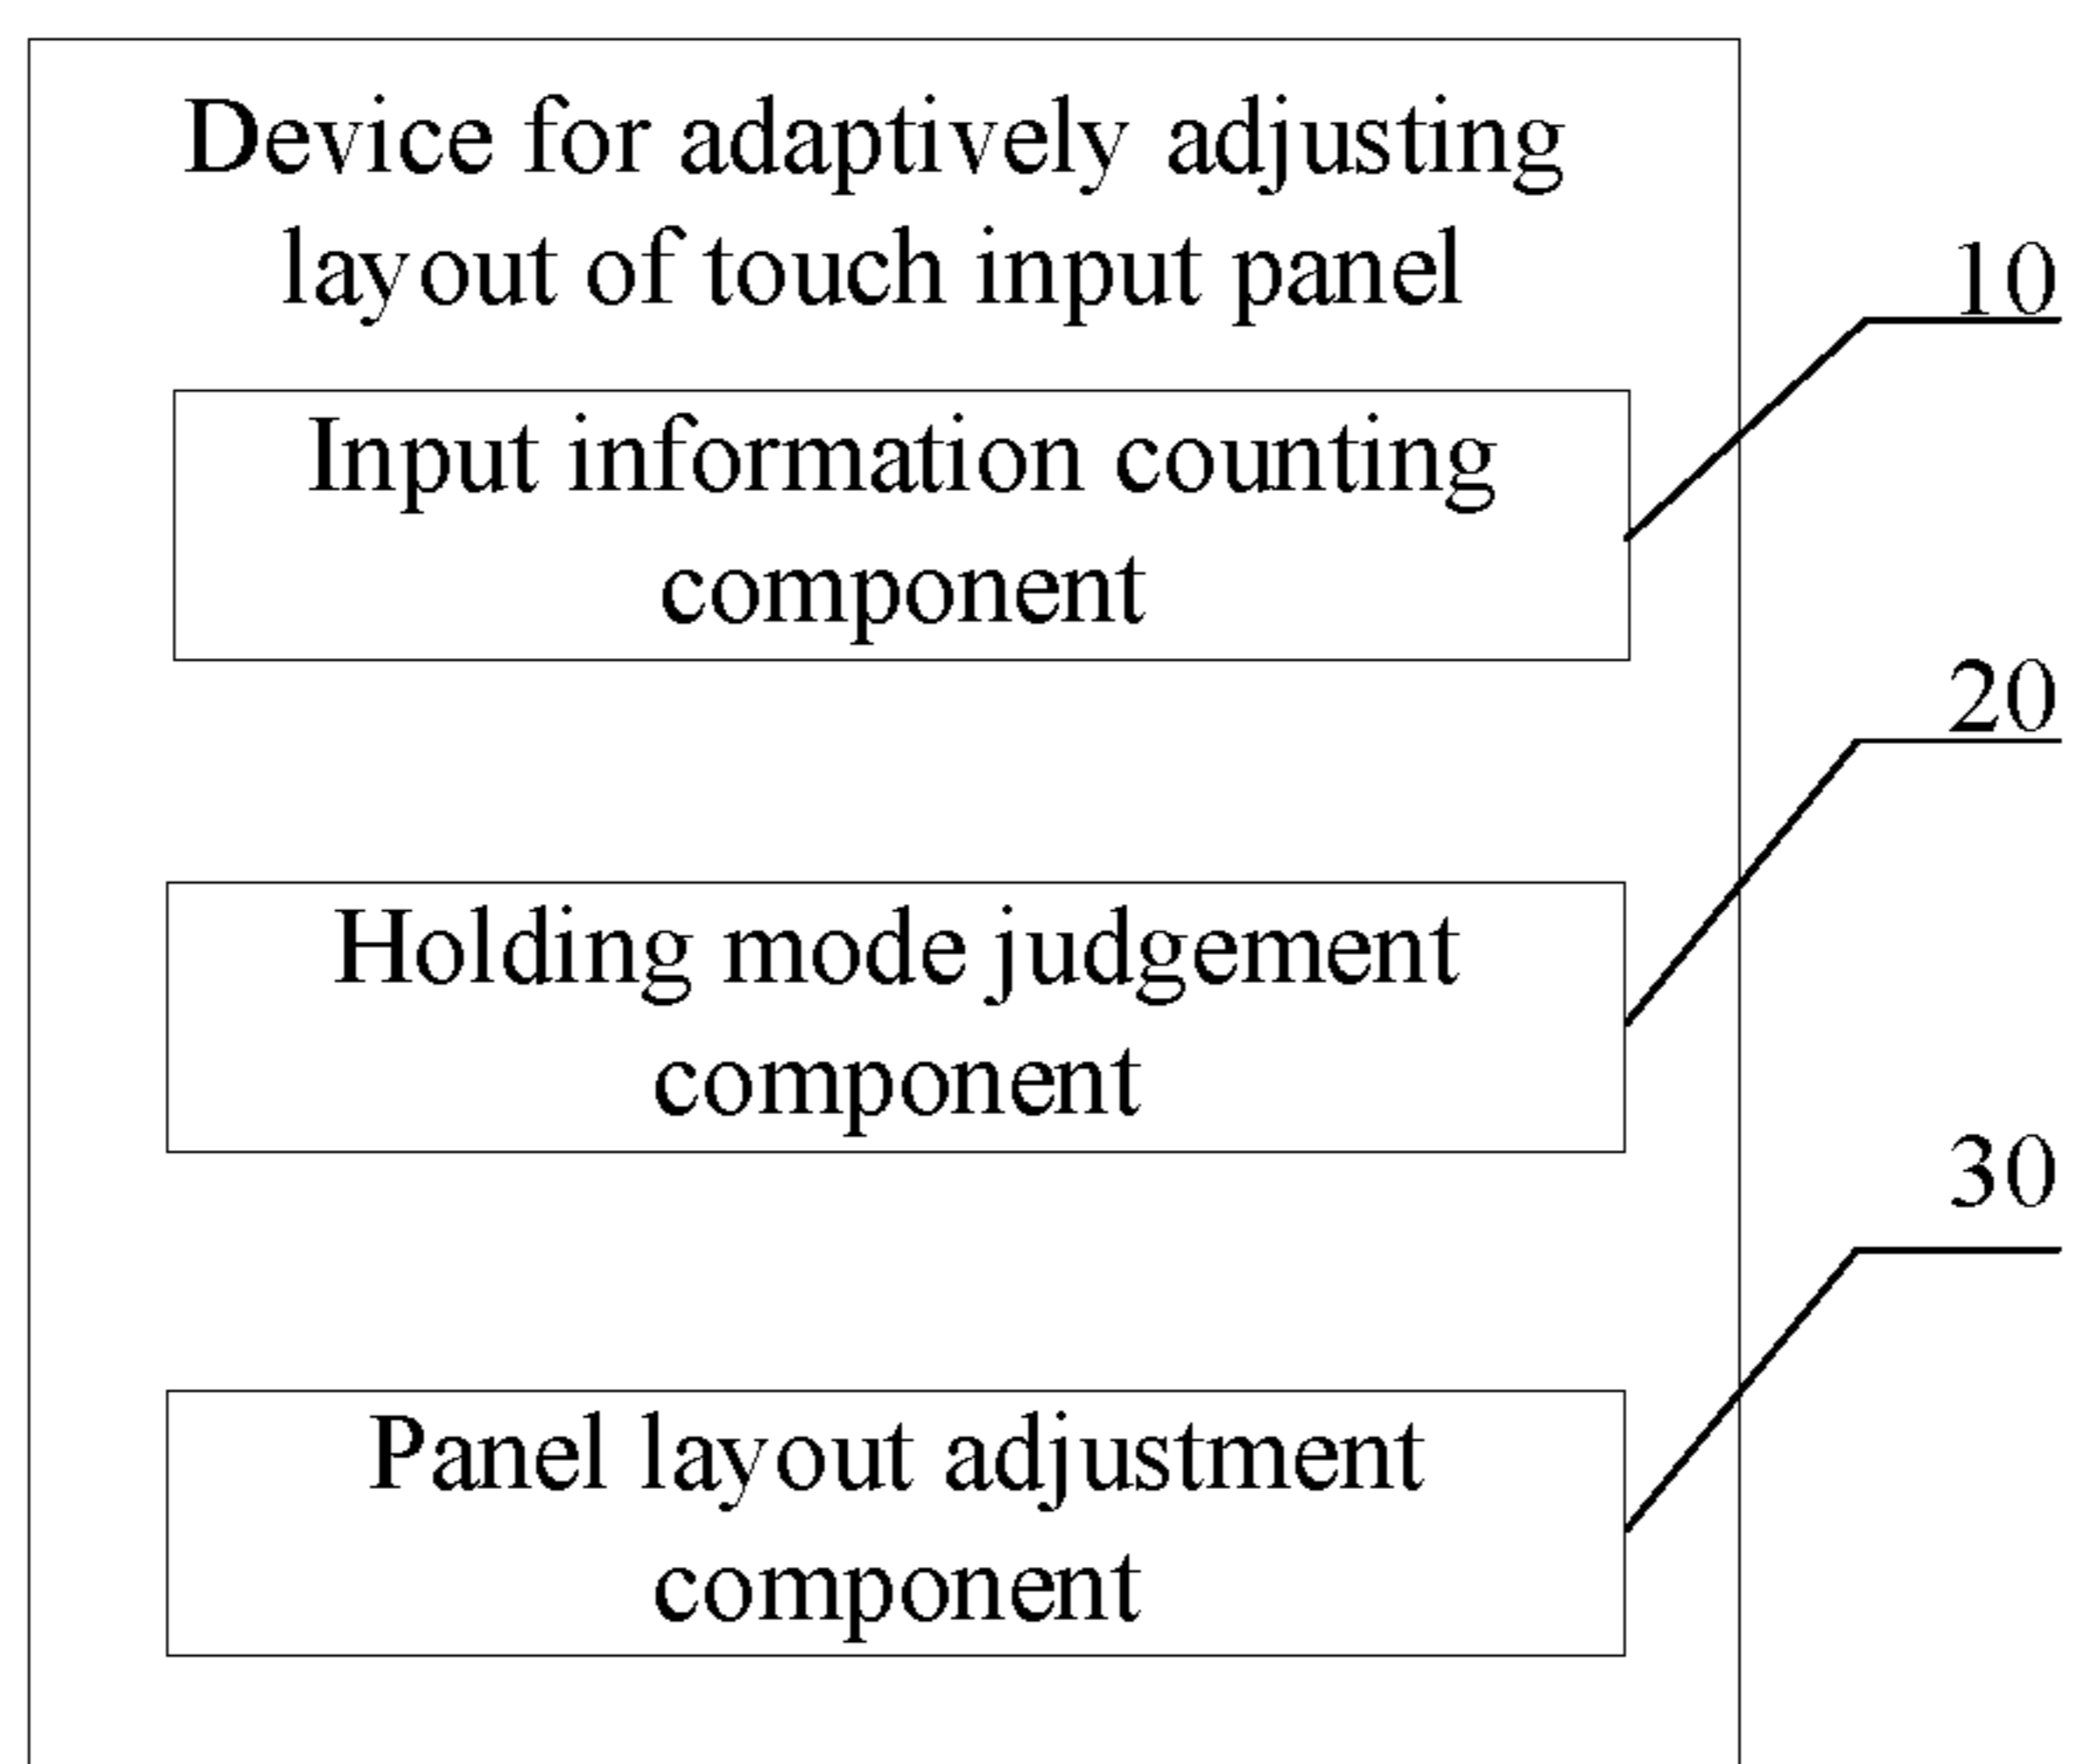 Device for adaptively adjusting
layout of touch input panel
10
Input information counting
component
20
Holding mode judgement
component
30
Panel layout adjustment
component